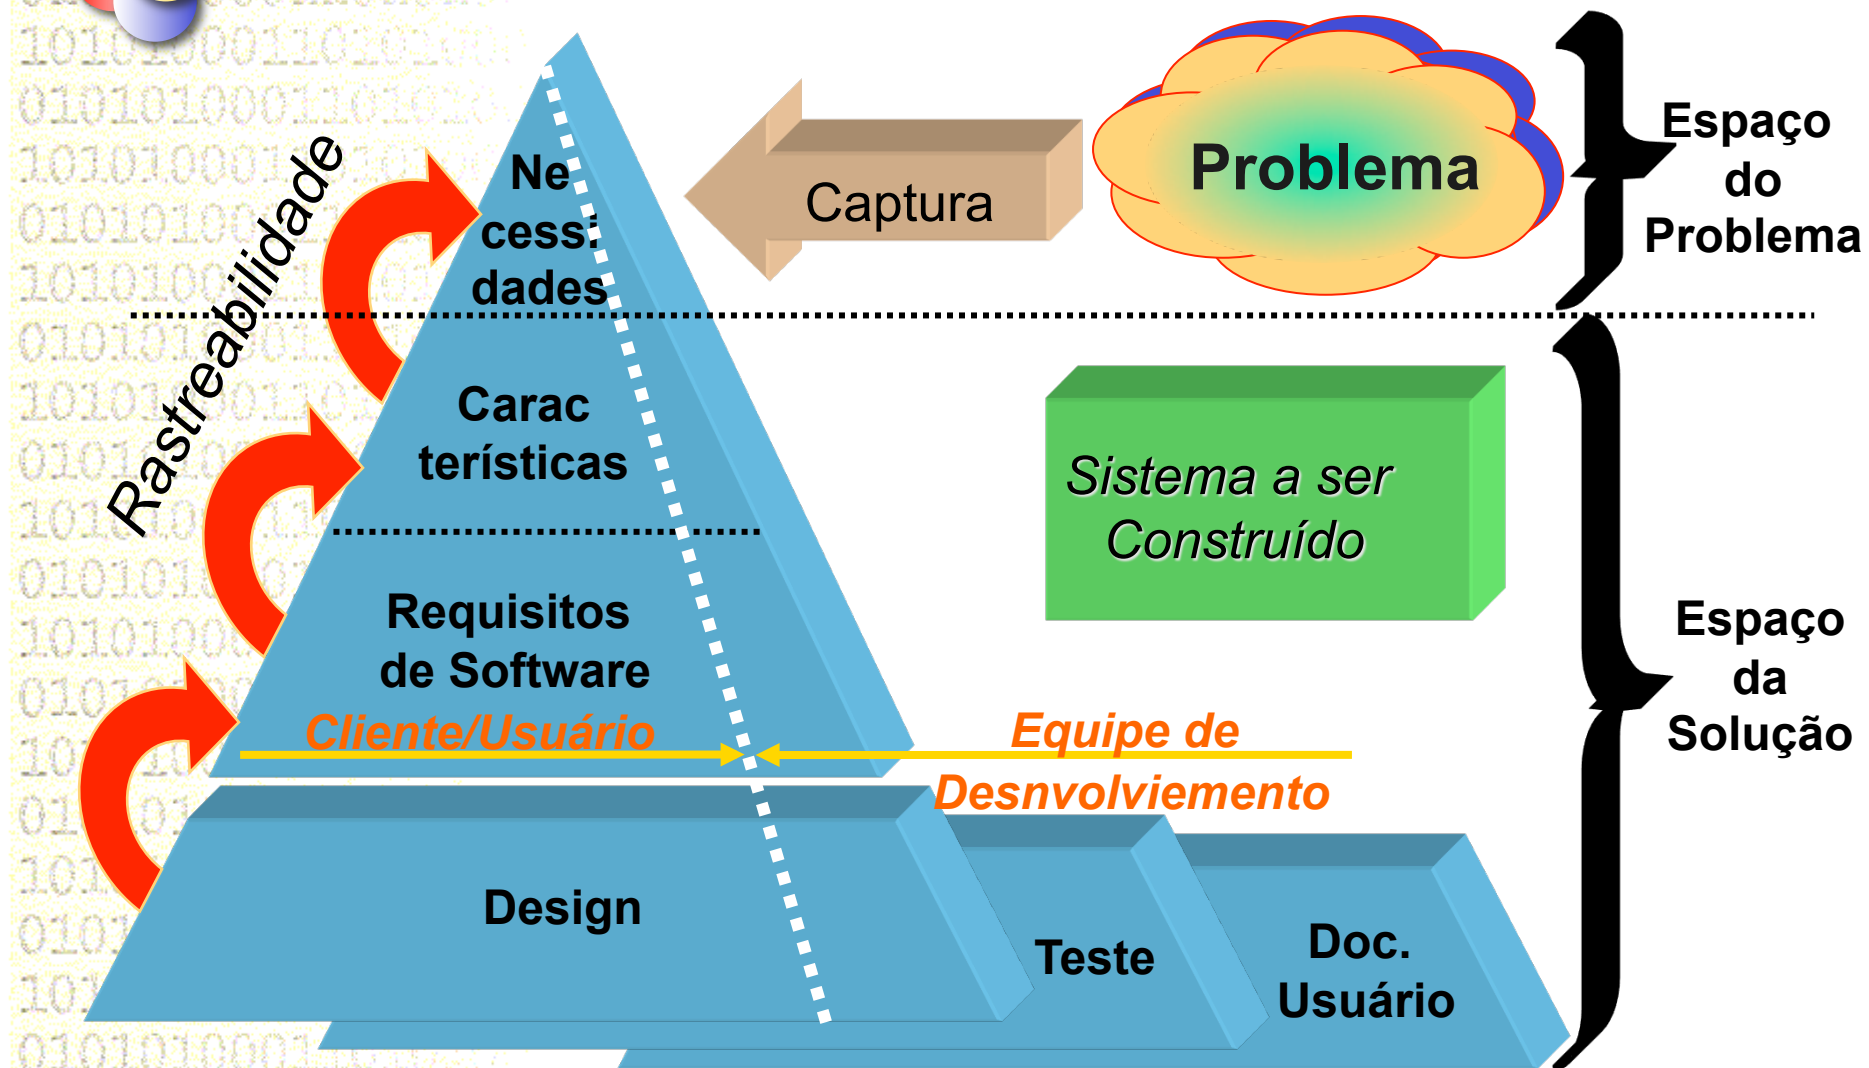 Problema
Espaço
do
Problema
Captura
Rastreabilidade
Ne
cessi
dades
Carac
terísticas
Sistema a ser
Construído
Requisitos
de Software
Cliente/Usuário
Equipe de
Desnvolviemento
Espaço
da
Solução
Design
Teste
Doc.
Usuário